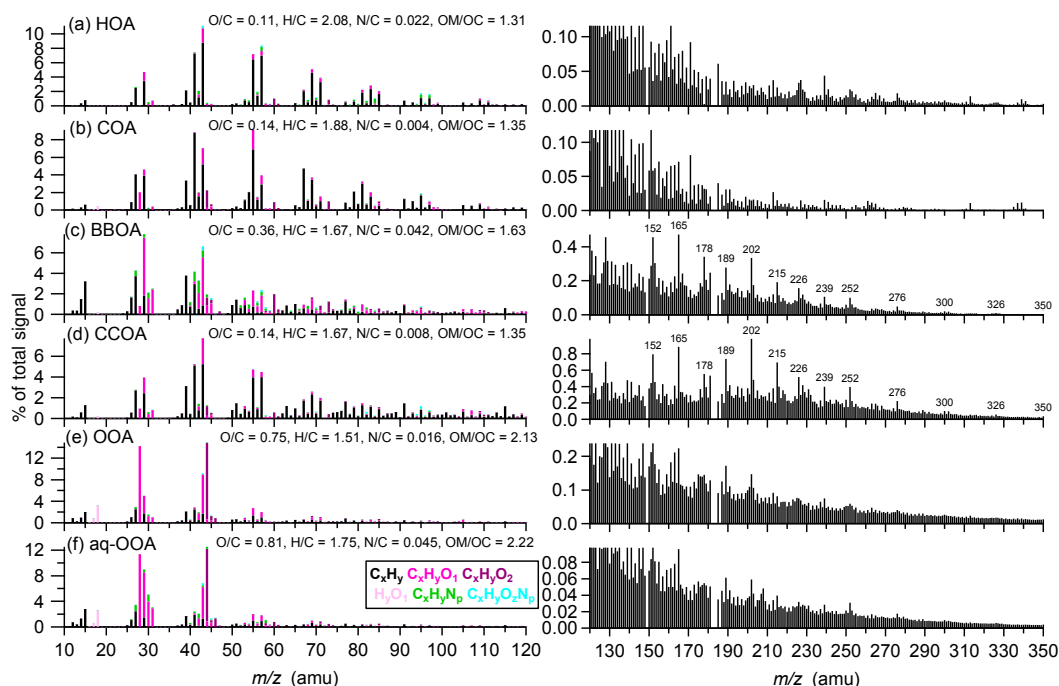 (a) HOA
O/C = 0.11, H/C = 2.08, N/C = 0.022, OM/OC = 1.31
10
8
6
4
2
0
0.10
0.05
0.00
(b) COA
O/C = 0.14, H/C = 1.88, N/C = 0.004, OM/OC = 1.35
8
6
4
2
0
0.10
0.05
0.00
(c) BBOA
O/C = 0.36, H/C = 1.67, N/C = 0.042, OM/OC = 1.63
6
4
2
0
0.4
0.2
0.0
152 165 178 189 202 215 226 239 252 276 300 326 350
(d) CCOA
O/C = 0.14, H/C = 1.67, N/C = 0.008, OM/OC = 1.35
6
4
2
0
0.8
0.6
0.4
0.2
0.0
152 165 178 189 202 215 226 239 252 276 300 326 350
% of total signal
(e) OOA
O/C = 0.75, H/C = 1.51, N/C = 0.016, OM/OC = 2.13
12
8
4
0
0.2
0.1
0.0
(f) aq-OOA
O/C = 0.81, H/C = 1.75, N/C = 0.045, OM/OC = 2.22
12
10
8
6
4
2
0
0.08
0.06
0.04
0.02
0.00
CxHy CxHyO1 CxHyO2
HyO1 CxHyNp CxHyOzNp
10 20 30 40 50 60 70 80 90 100 110 120
130 150 170 190 210 230 250 270 290 310 330 350
m/z (amu)
m/z (amu)